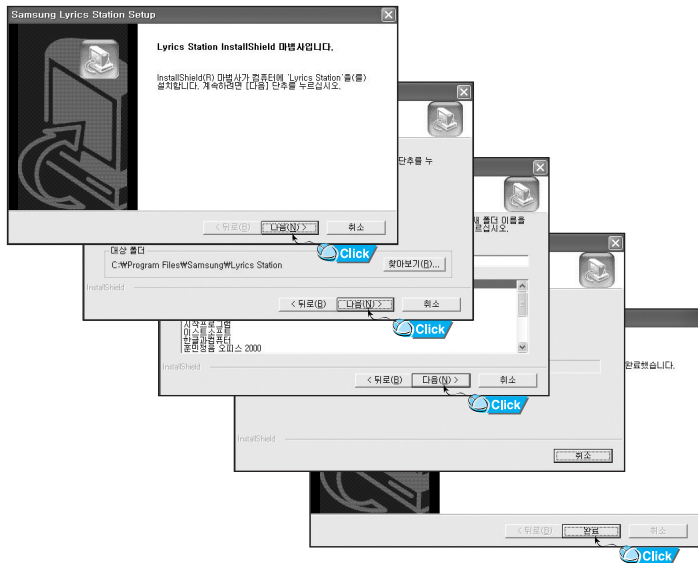 Samsung Lyrics Station Setup
Lyrics Station InstallShield 마법사입니다.
InstallShield(R) 마법사가 컴퓨터에 'Lyrics Station'을(를)
설치합니다. 계속하려면 [다음] 단추를 누르십시오.
< 뒤로(B)
다음(N) >
취소
Click
단추를 누
대상 폴더
C:₩Program Files₩Samsung₩Lyrics Station
찾아보기(R)...
InstallShield
< 뒤로(B)
다음(N) >
취소
Click
새 폴더 이름을
르십시오.
시작프로그램
이스트소프트
한글과컴퓨터
훈민정음 오피스 2000
InstallShield
< 뒤로(B)
다음(N) >
취소
Click
InstallShield
취소
완료했습니다.
< 뒤로(B)
완료
취소
Click